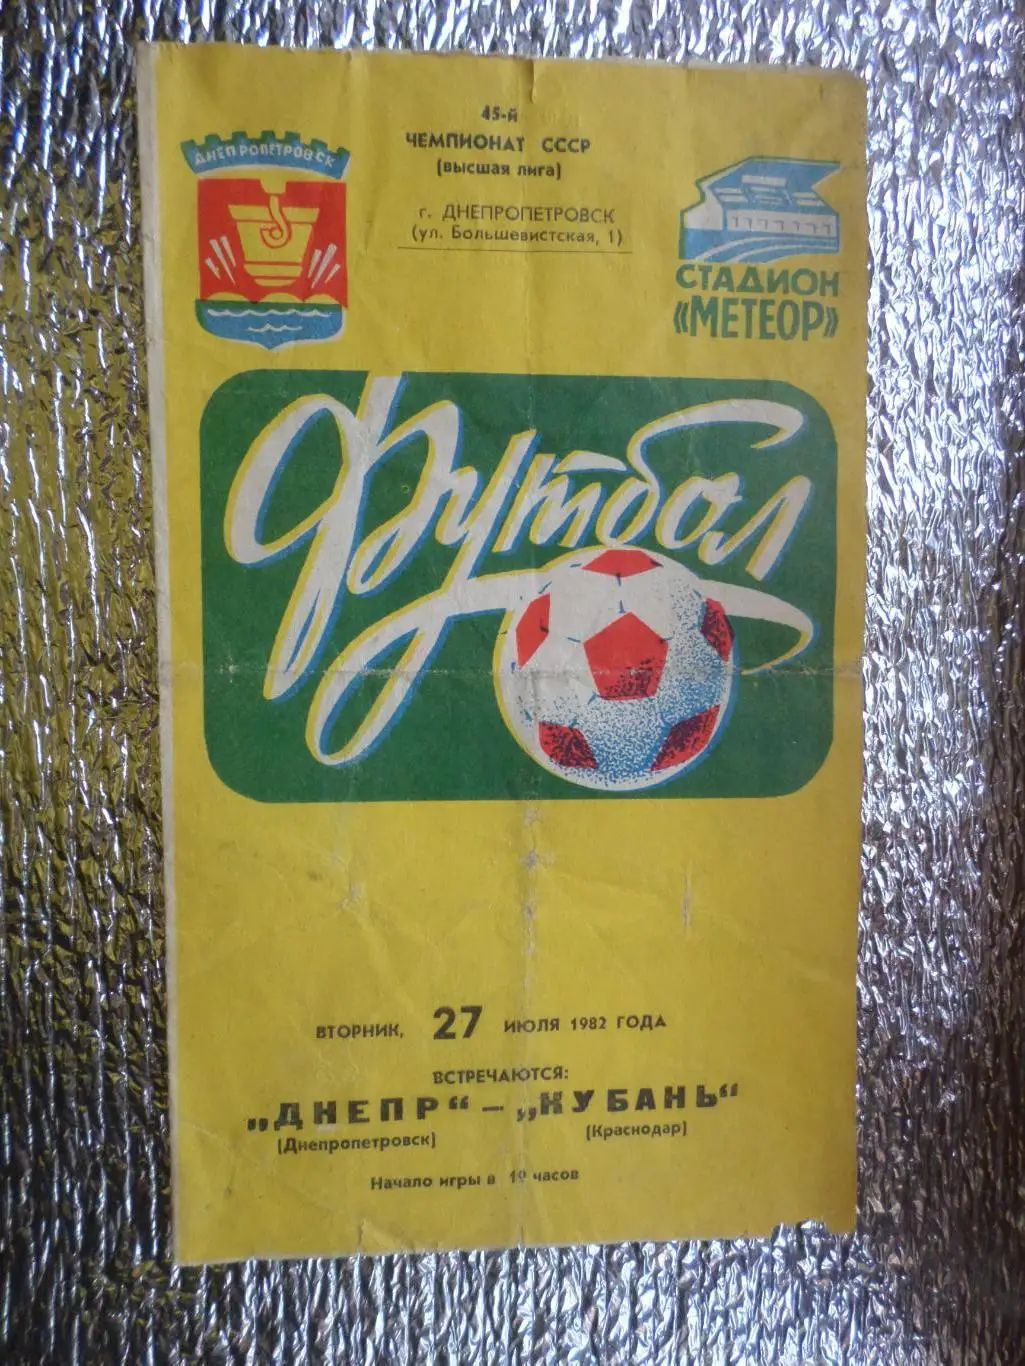 45-й
ЧЕМПИОНАТ СССР
(высшая лига)
г. ДНЕПРОПЕТРОВСК
(ул. Большевистская, 1)
ДНЕПРОПЕТРОВСК
СТАДИОН
«МЕТЕОР»
Футбол
ВТОРНИК, 27 ИЮЛЯ 1982 ГОДА
ВСТРЕЧАЮТСЯ:
„ДНЕПР“ – „КУБАНЬ“
(Днепропетровск) (Краснодар)
Начало игры в 19 часов